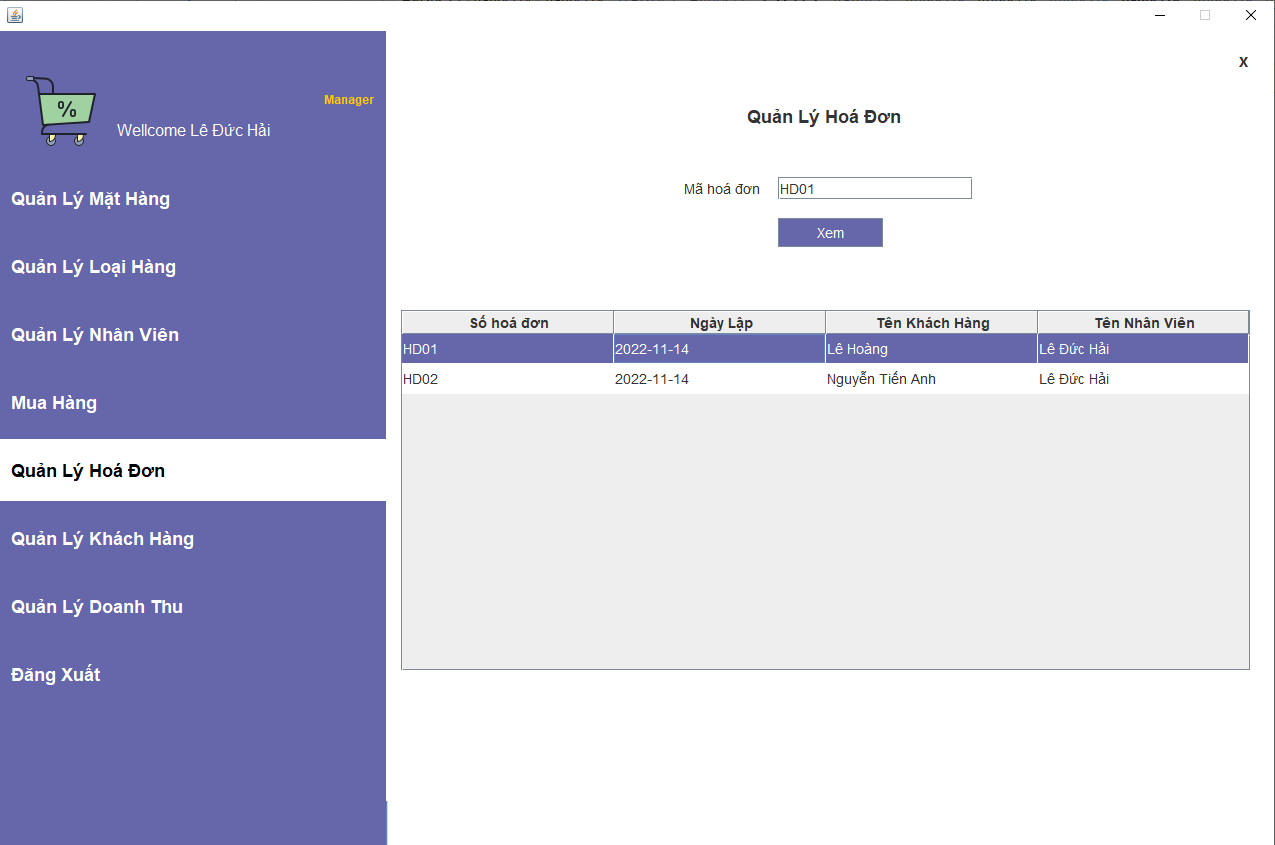 X
%
Manager
Wellcome Lê Đức Hải
Quản Lý Mặt Hàng
Quản Lý Loại Hàng
Quản Lý Nhân Viên
Mua Hàng
Quản Lý Hoá Đơn
Quản Lý Khách Hàng
Quản Lý Doanh Thu
Đăng Xuất
Quản Lý Hoá Đơn
Mã hoá đơn HD01
Xem
Số hoá đơn Ngày Lập Tên Khách Hàng Tên Nhân Viên
HD01 2022-11-14 Lê Hoàng Lê Đức Hải
HD02 2022-11-14 Nguyễn Tiến Anh Lê Đức Hải